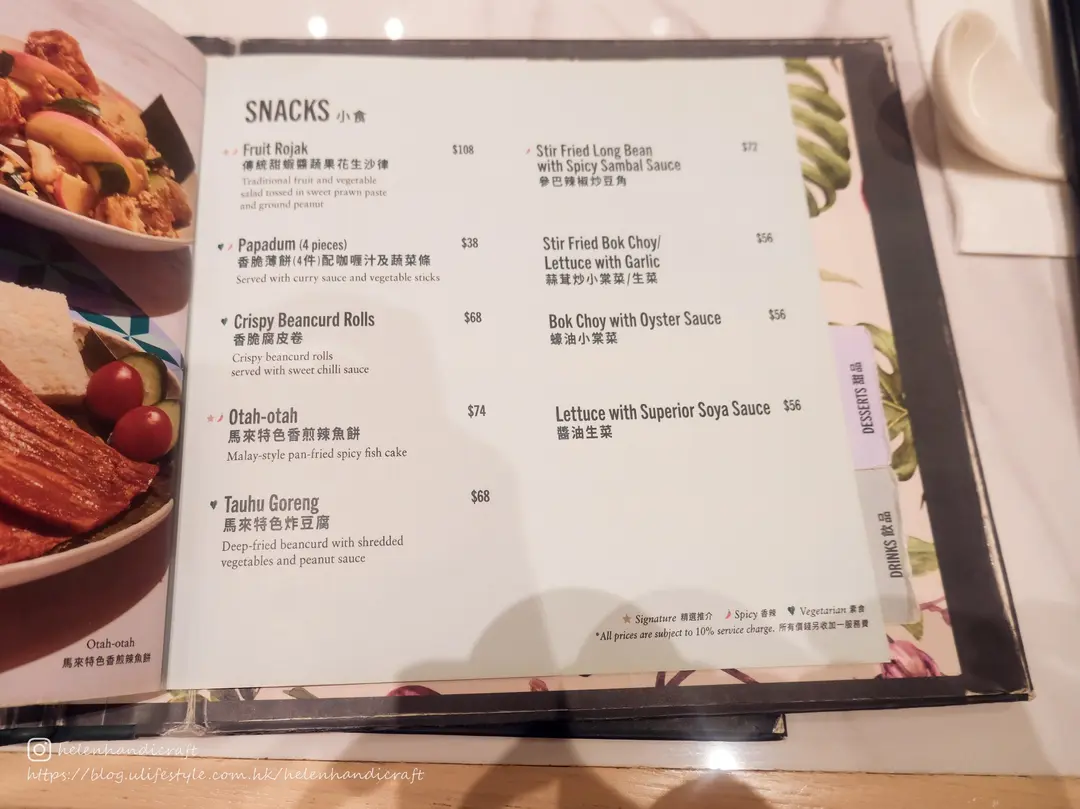 SNACKS 小食
Fruit Rojak $108
傳統甜蝦醬蔬果花生沙律
Traditional fruit and vegetable
salad tossed in sweet prawn paste
and ground peanut
Papadum (4 pieces) $38
香脆薄餅(4件)配咖喱汁及蔬菜條
Served with curry sauce and vegetable sticks
Crispy Beancurd Rolls $68
香脆腐皮卷
Crispy beancurd rolls
served with sweet chilli sauce
Otah-otah $74
馬來特色香煎辣魚餅
Malay-style pan-fried spicy fish cake
Tauhu Goreng $68
馬來特色炸豆腐
Deep-fried beancurd with shredded
vegetables and peanut sauce
Stir Fried Long Bean $72
with Spicy Sambal Sauce
參巴辣椒炒豆角
Stir Fried Bok Choy/ $56
Lettuce with Garlic
蒜茸炒小棠菜/生菜
Bok Choy with Oyster Sauce $56
蠔油小棠菜
Lettuce with Superior Soya Sauce $56
醬油生菜
Signature 精選推介 Spicy 香辣 Vegetarian 素食
*All prices are subject to 10% service charge. 所有價錢另收加一服務費
DESSERTS 甜品
DRINKS 飲品
Otah-otah
馬來特色香煎辣魚餅
helenhandicraft
https://blog.ulifestyle.com.hk/helenhandicraft